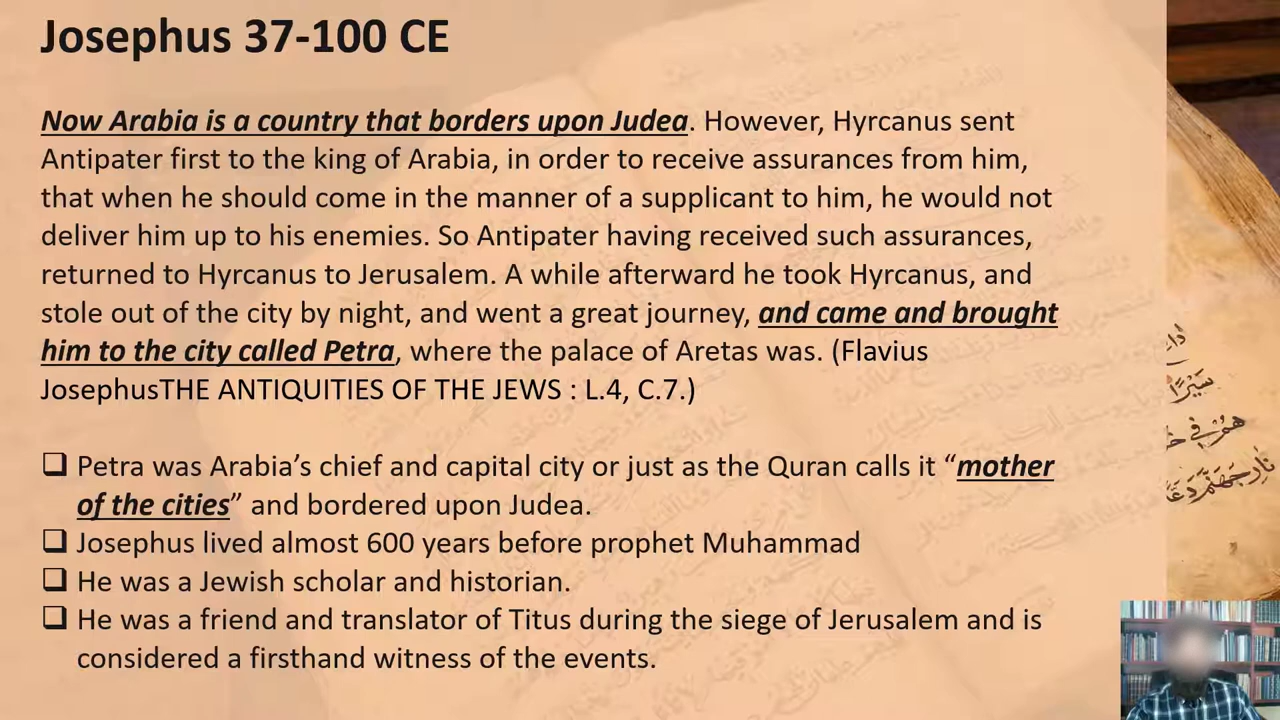 Josephus 37-100 CE
Now Arabia is a country that borders upon Judea. However, Hyrcanus sent
Antipater first to the king of Arabia, in order to receive assurances from him,
that when he should come in the manner of a supplicant to him, he would not
deliver him up to his enemies. So Antipater having received such assurances,
returned to Hyrcanus to Jerusalem. A while afterward he took Hyrcanus, and
stole out of the city by night, and went a great journey, and came and brought
him to the city called Petra, where the palace of Aretas was. (Flavius
JosephusTHE ANTIQUITIES OF THE JEWS : L.4, C.7.)
❑ Petra was Arabia’s chief and capital city or just as the Quran calls it “mother
of the cities” and bordered upon Judea.
❑ Josephus lived almost 600 years before prophet Muhammad
❑ He was a Jewish scholar and historian.
❑ He was a friend and translator of Titus during the siege of Jerusalem and is
considered a firsthand witness of the events.